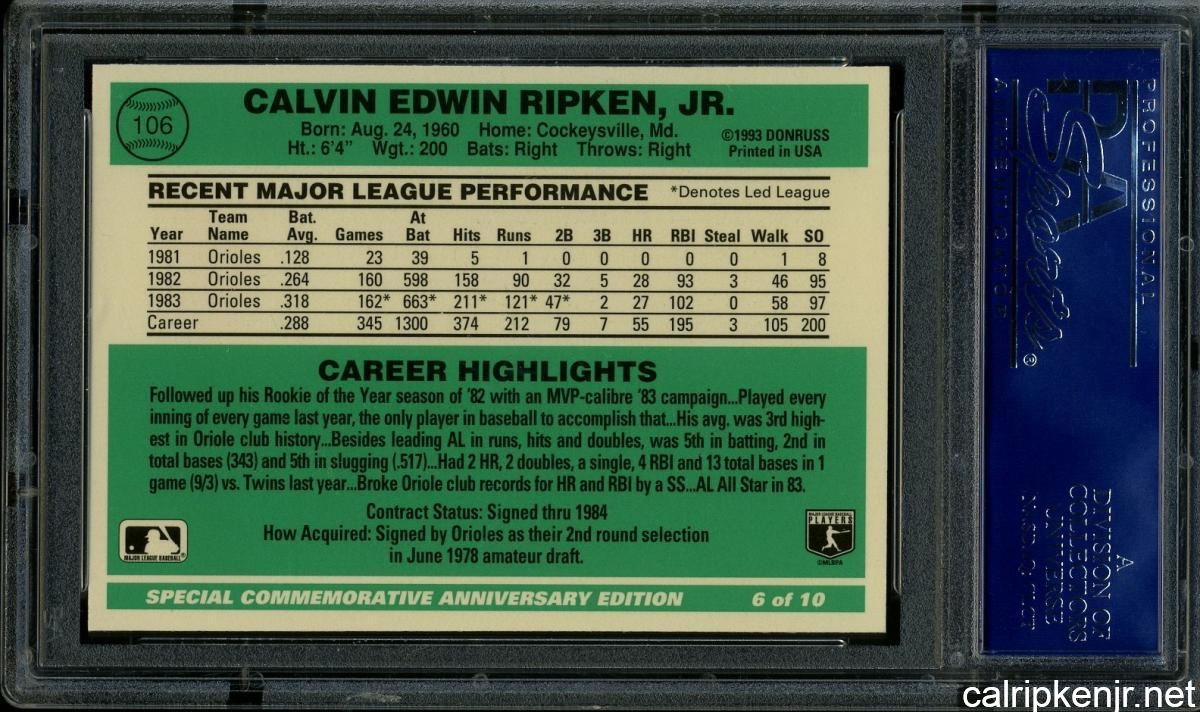 106
CALVIN EDWIN RIPKEN, JR.
Born: Aug. 24, 1960 Home: Cockeysville, Md.
Ht.: 6'4" Wgt.: 200 Bats: Right Throws: Right
©1993 DONRUSS
Printed in USA
RECENT MAJOR LEAGUE PERFORMANCE *Denotes Led League
Year Team Name Bat. Avg. Games At Bat Hits Runs 2B 3B HR RBI Steal Walk SO
1981 Orioles .128 23 39 5 1 0 0 0 0 0 1 8
1982 Orioles .264 160 598 158 90 32 5 28 93 3 46 95
1983 Orioles .318 162* 663* 211* 121* 47* 2 27 102 0 58 97
Career .288 345 1300 374 212 79 7 55 195 3 105 200
CAREER HIGHLIGHTS
Followed up his Rookie of the Year season of '82 with an MVP-calibre '83 campaign...Played every
inning of every game last year, the only player in baseball to accomplish that...His avg. was 3rd high-
est in Oriole club history...Besides leading AL in runs, hits and doubles, was 5th in batting, 2nd in
total bases (343) and 5th in slugging (.517)...Had 2 HR, 2 doubles, a single, 4 RBI and 13 total bases in 1
game (9/3) vs. Twins last year...Broke Oriole club records for HR and RBI by a SS...AL All Star in 83.
Contract Status: Signed thru 1984
How Acquired: Signed by Orioles as their 2nd round selection
in June 1978 amateur draft.
MAJOR LEAGUE BASEBALL®
MAJOR LEAGUE BASEBALL
PLAYERS
©MLBPA
SPECIAL COMMEMORATIVE ANNIVERSARY EDITION 6 of 10
PROFESSIONAL
PSA
Sports®
AUTHENTICATOR
A
DIVISION OF
COLLECTORS
UNIVERSE
NASDAQ: CLCT
calripkenjr.net